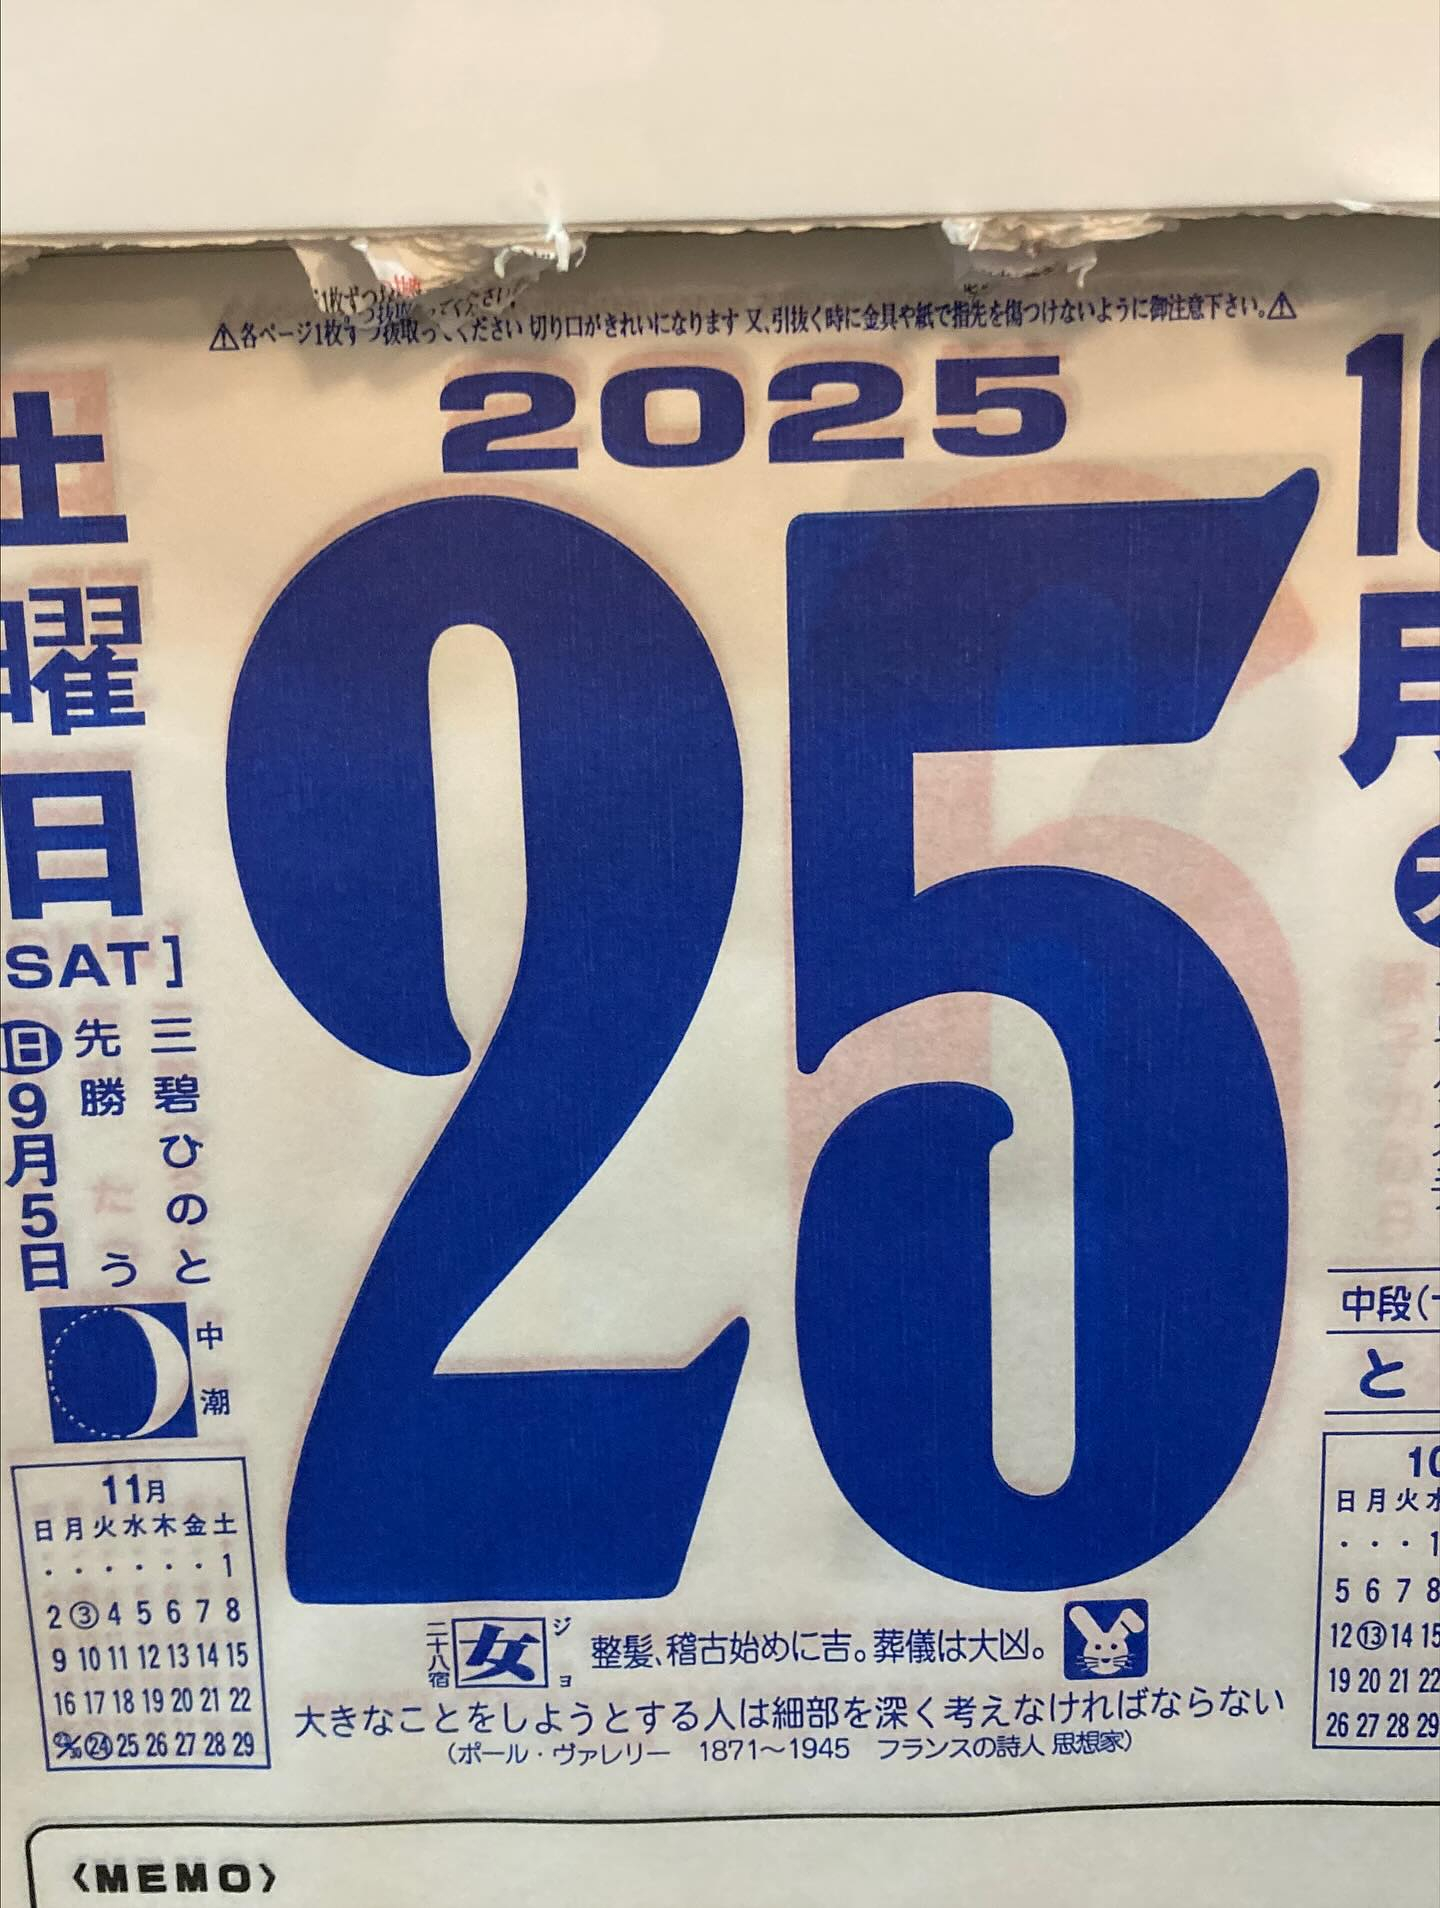 ⚠各ページ1枚ずつ抜取ってください 切り口がきれいになります 又、引抜く時に金具や紙で指先を傷つけないように御注意下さい。⚠
2025
10月
土曜日
[SAT]
25
三碧ひのとう
先勝
旧9月5日
中潮
中段(
と
11月
日月火水木金土
・・・・・・1
2 ③ 4 5 6 7 8
9 10 11 12 13 14 15
16 17 18 19 20 21 22
23/30 ㉔ 25 26 27 28 29
10
日月火水
・・・1
5 6 7 8
12 ⑬ 14 15
19 20 21 22
26 27 28 29
二十八宿 女 ジョ 整髪、稽古始めに吉。葬儀は大凶。
大きなことをしようとする人は細部を深く考えなければならない
(ポール・ヴァレリー 1871〜1945 フランスの詩人 思想家)
〈MEMO〉